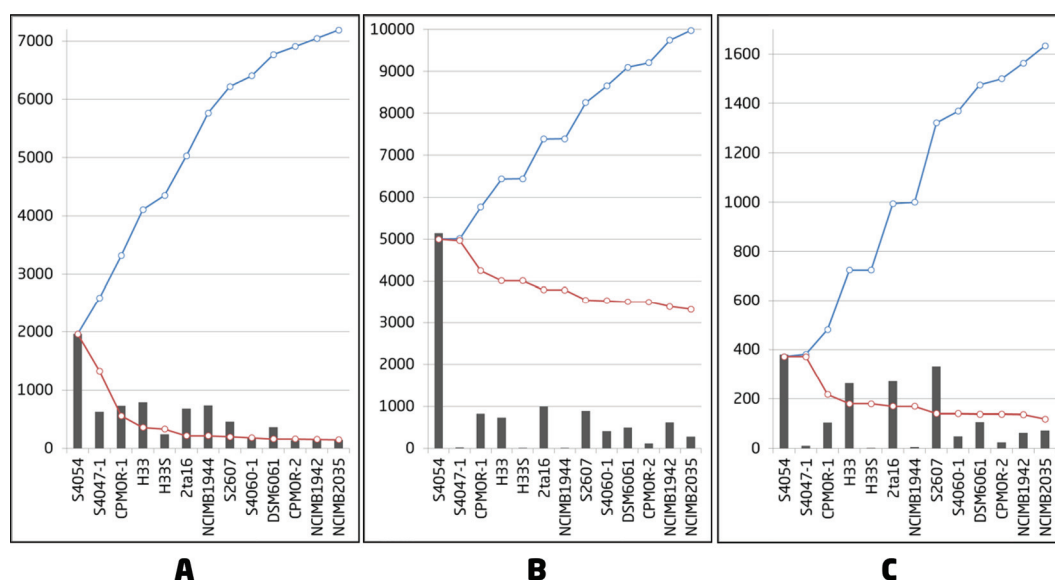 7000
6000
5000
4000
3000
2000
1000
0
S4054
S4047-1
CPMOR-1
H33
H33S
2ta16
NCIMB1944
S2607
S4060-1
DSM6061
CPMOR-2
NCIMB1942
NCIMB2035
A
10000
9000
8000
7000
6000
5000
4000
3000
2000
1000
0
S4054
S4047-1
CPMOR-1
H33
H33S
2ta16
NCIMB1944
S2607
S4060-1
DSM6061
CPMOR-2
NCIMB1942
NCIMB2035
B
1600
1400
1200
1000
800
600
400
200
0
S4054
S4047-1
CPMOR-1
H33
H33S
2ta16
NCIMB1944
S2607
S4060-1
DSM6061
CPMOR-2
NCIMB1942
NCIMB2035
C